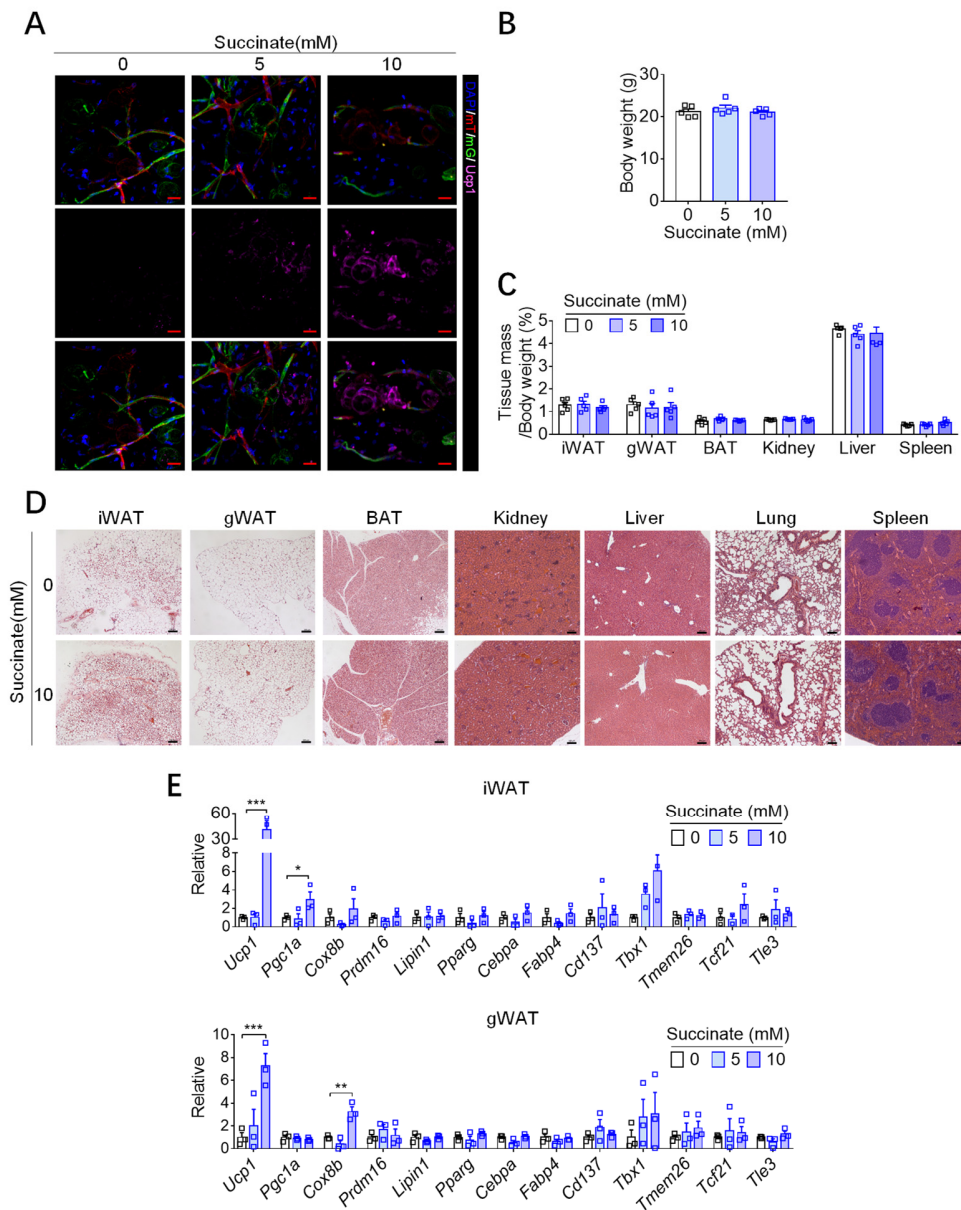 A
Succinate(mM)
0 5 10
DAPI/mT/mG/Ucp1
B
Body weight (g)
30
20
10
0
0 5 10
Succinate (mM)
C
Succinate (mM)
0 5 10
Tissue mass
/Body weight (%)
5
4
3
2
1
0
iWAT gWAT BAT Kidney Liver Spleen
D
iWAT gWAT BAT Kidney Liver Lung Spleen
Succinate(mM)
0
10
E
iWAT
Succinate (mM)
0 5 10
Relative
60
30
8
6
4
2
0
***
*
Ucp1 Pgc1a Cox8b Prdm16 Lipin1 Pparg Cebpa Fabp4 Cd137 Tbx1 Tmem26 Tcf21 Tle3
gWAT
Succinate (mM)
0 5 10
Relative
10
8
6
4
2
0
***
**
Ucp1 Pgc1a Cox8b Prdm16 Lipin1 Pparg Cebpa Fabp4 Cd137 Tbx1 Tmem26 Tcf21 Tle3